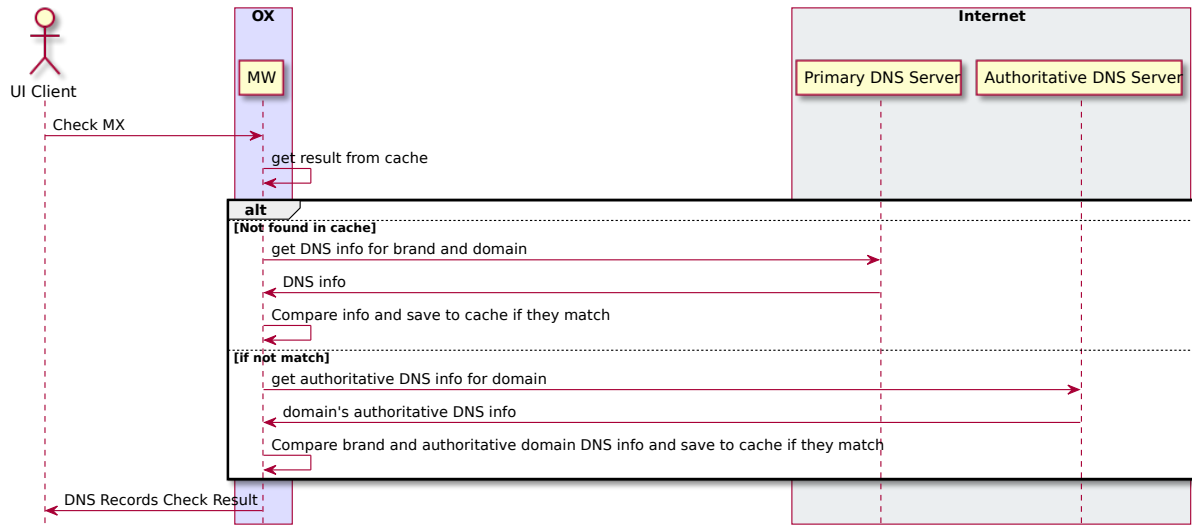 OX
Internet
UI Client
MW
Primary DNS Server
Authoritative DNS Server
Check MX
get result from cache
alt
[Not found in cache]
get DNS info for brand and domain
DNS info
Compare info and save to cache if they match
[if not match]
get authoritative DNS info for domain
domain's authoritative DNS info
Compare brand and authoritative domain DNS info and save to cache if they match
DNS Records Check Result